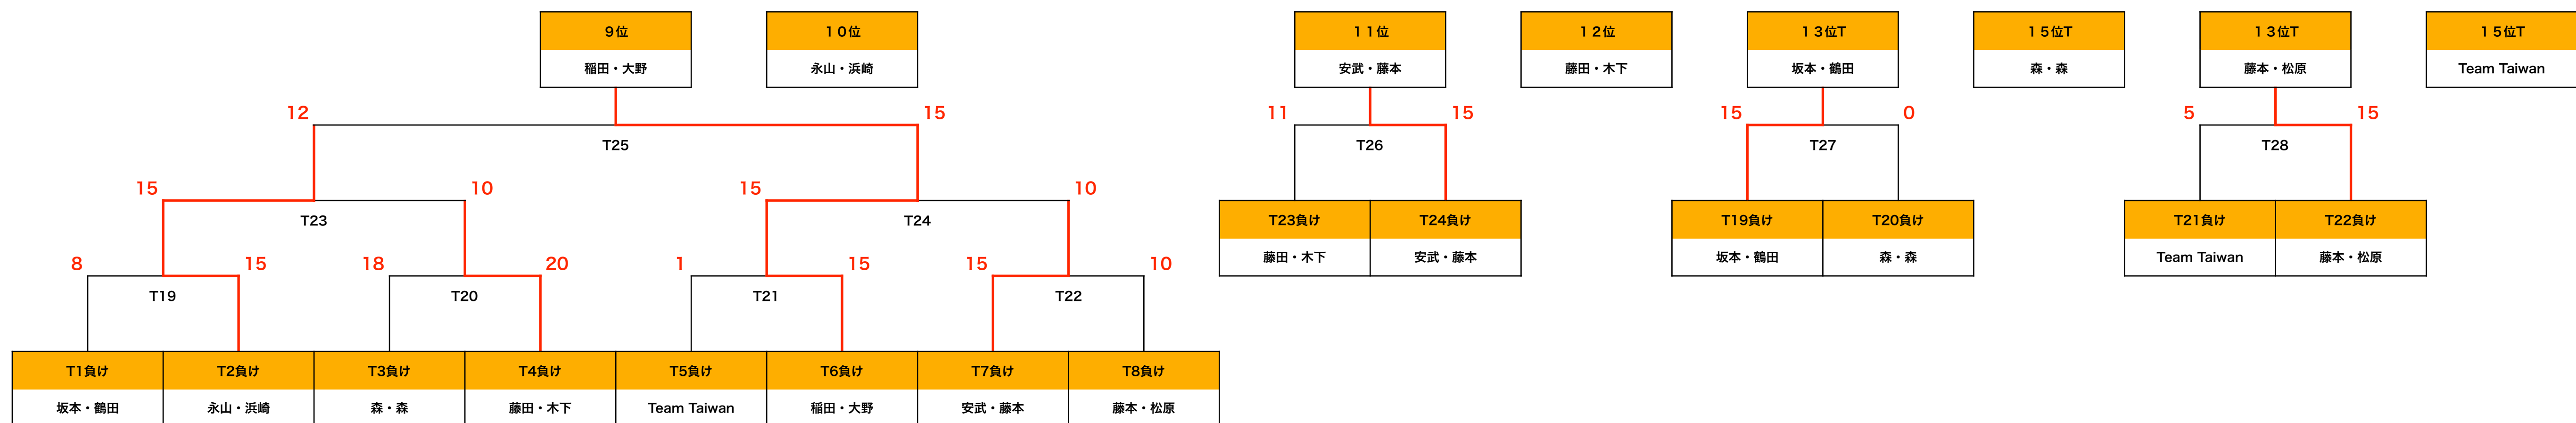 ９位 １０位 １１位 １２位 １３位T １５位T １３位T １５位T
稲田・大野 永山・浜崎 安武・藤本 藤田・木下 坂本・鶴田 森・森 藤本・松原 Team Taiwan
12 15 11 15 15 0 5 15
T25 T26 T27 T28
15 10 15 10
T23 T24 T23負け T24負け T19負け T20負け T21負け T22負け
藤田・木下 安武・藤本 坂本・鶴田 森・森 Team Taiwan 藤本・松原
8 15 18 20 1 15 15 10
T19 T20 T21 T22
T1負け T2負け T3負け T4負け T5負け T6負け T7負け T8負け
坂本・鶴田 永山・浜崎 森・森 藤田・木下 Team Taiwan 稲田・大野 安武・藤本 藤本・松原